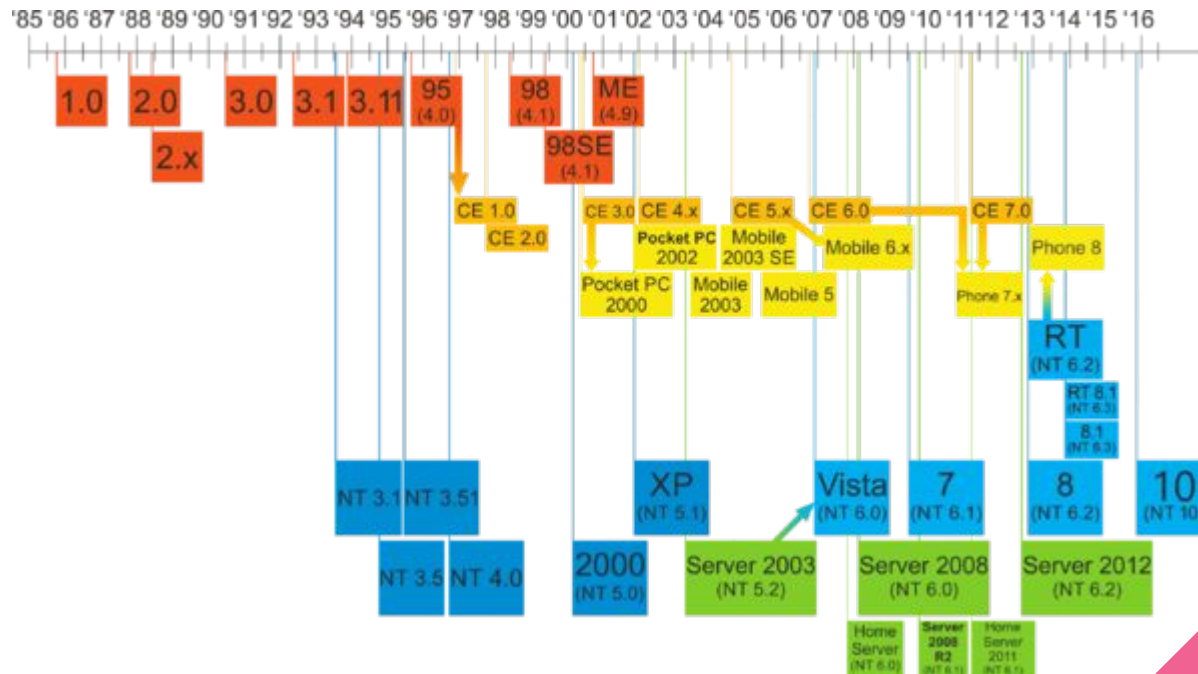 '85 '86 '87 '88 '89 '90 '91 '92 '93 '94 '95 '96 '97 '98 '99 '00 '01 '02 '03 '04 '05 '06 '07 '08 '09 '10 '11 '12 '13 '14 '15 '16
1.0
2.0
3.0
3.1
3.11
95
(4.0)
98
(4.1)
ME
(4.9)
2.x
98SE
(4.1)
CE 1.0
CE 3.0
CE 4.x
CE 5.x
CE 6.0
CE 7.0
CE 2.0
Pocket PC
2002
Mobile
2003 SE
Mobile 6.x
Phone 8
Pocket PC
2000
Mobile
2003
Mobile 5
Phone 7.x
RT
(NT 6.2)
RT 8.1
(NT 6.3)
8.1
(NT 6.3)
NT 3.1
NT 3.51
XP
(NT 5.1)
Vista
(NT 6.0)
7
(NT 6.1)
8
(NT 6.2)
10
(NT 10
NT 3.5
NT 4.0
2000
(NT 5.0)
Server 2003
(NT 5.2)
Server 2008
(NT 6.0)
Server 2012
(NT 6.2)
Home
Server
(NT 6.0)
Server
2008
R2
(NT 6.1)
Home
Server
2011
(NT 6.1)